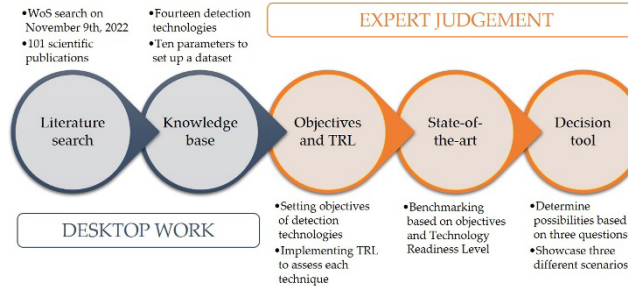 •WoS search on
November 9th, 2022
•101 scientific
publications
•Fourteen detection
technologies
•Ten parameters to
set up a dataset
EXPERT JUDGEMENT
Literature
search
Knowledge
base
Objectives
and TRL
State-of-
the-art
Decision
tool
DESKTOP WORK
•Setting objectives
of detection
technologies
•Implementing TRL
to assess each
technique
•Benchmarking
based on objectives
and Technology
Readiness Level
•Determine
possibilities based
on three questions
•Showcase three
different scenarios